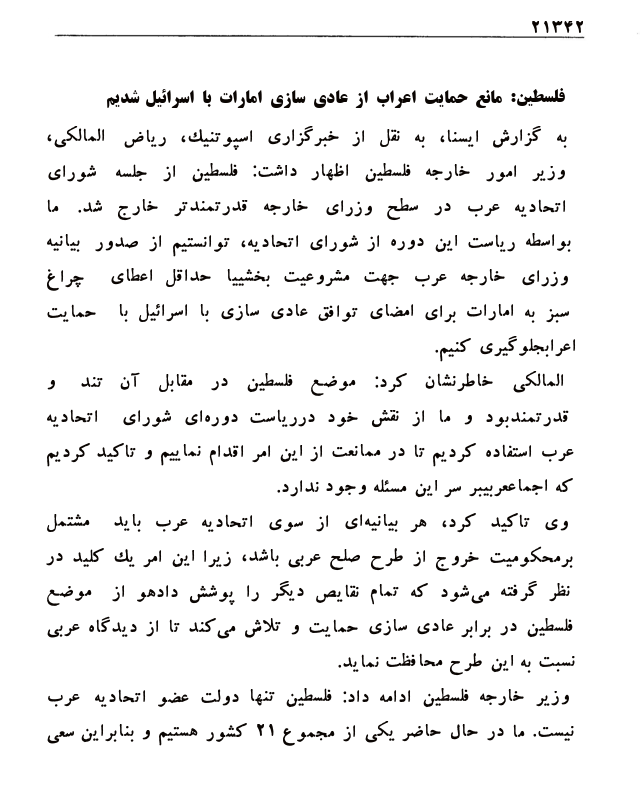 ۲۱۳۴۲
فلسطین: مانع حمایت اعراب از عادی سازی امارات با اسرائیل شدیم
به گزارش ایسنا، به نقل از خبرگزاری اسپوتنیك، ریاض المالکی،
وزیر امور خارجه فلسطین اظهار داشت: فلسطین از جلسه شورای
اتحادیه عرب در سطح وزرای خارجه قدرتمندتر خارج شد. ما
بواسطه ریاست این دوره از شورای اتحادیه، توانستیم از صدور بیانیه
وزرای خارجه عرب جهت مشروعیت بخشییا حداقل اعطای چراغ
سبز به امارات برای امضای توافق عادی سازی با اسرائیل با حمایت
اعرابجلوگیری کنیم.
المالکی خاطرنشان کرد: موضع فلسطین در مقابل آن تند و
قدرتمندبود و ما از نقش خود درریاست دوره‌ای شورای اتحادیه
عرب استفاده کردیم تا در ممانعت از این امر اقدام نماییم و تاکید کردیم
که اجماععربیبر سر این مسئله وجود ندارد.
وی تاکید کرد، هر بیانیه‌ای از سوی اتحادیه عرب باید مشتمل
برمحکومیت خروج از طرح صلح عربی باشد، زیرا این امر یك کلید در
نظر گرفته می‌شود که تمام نقایص دیگر را پوشش دادهو از موضع
فلسطین در برابر عادی سازی حمایت و تلاش می‌کند تا از دیدگاه عربی
نسبت به این طرح محافظت نماید.
وزیر خارجه فلسطین ادامه داد: فلسطین تنها دولت عضو اتحادیه عرب
نیست. ما در حال حاضر یکی از مجموع ۲۱ کشور هستیم و بنابراین سعی